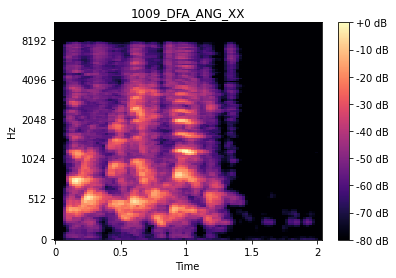 1009_DFA_ANG_XX
+0 dB
8192
-10 dB
4096
-20 dB
-30 dB
2048
Hz
-40 dB
1024
-50 dB
-60 dB
512
-70 dB
0
-80 dB
0 0.5 1 1.5 2
Time